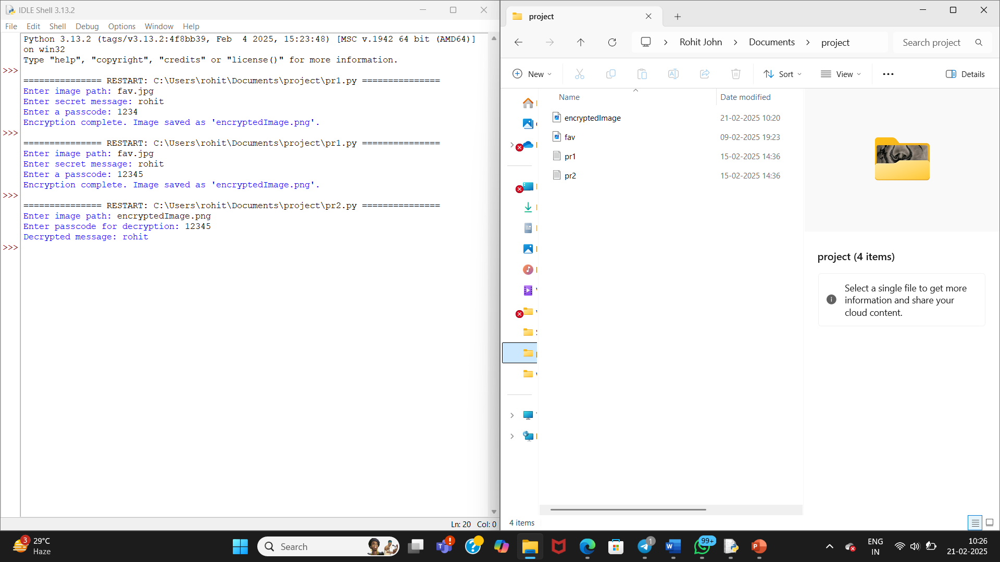 IDLE Shell 3.13.2
File Edit Shell Debug Options Window Help
Python 3.13.2 (tags/v3.13.2:4f8bb39, Feb  4 2025, 15:23:48) [MSC v.1942 64 bit (AMD64)]
on win32
Type "help", "copyright", "credits" or "license()" for more information.
>>>
=============== RESTART: C:\Users\rohit\Documents\project\pr1.py ===============
Enter image path: fav.jpg
Enter secret message: rohit
Enter a passcode: 1234
Encryption complete. Image saved as 'encryptedImage.png'.
>>>
=============== RESTART: C:\Users\rohit\Documents\project\pr1.py ===============
Enter image path: fav.jpg
Enter secret message: rohit
Enter a passcode: 12345
Encryption complete. Image saved as 'encryptedImage.png'.
>>>
=============== RESTART: C:\Users\rohit\Documents\project\pr2.py ===============
Enter image path: encryptedImage.png
Enter passcode for decryption: 12345
Decrypted message: rohit
>>>
Ln: 20 Col: 0
project
Rohit John > Documents > project
Search project
New
Sort
View
Details
Name Date modified
encryptedImage 21-02-2025 10:20
fav 09-02-2025 19:23
pr1 15-02-2025 14:36
pr2 15-02-2025 14:36
project (4 items)
Select a single file to get more
information and share your
cloud content.
4 items
3
29°C
Haze
Search
1
99+
ENG
IN
10:26
21-02-2025